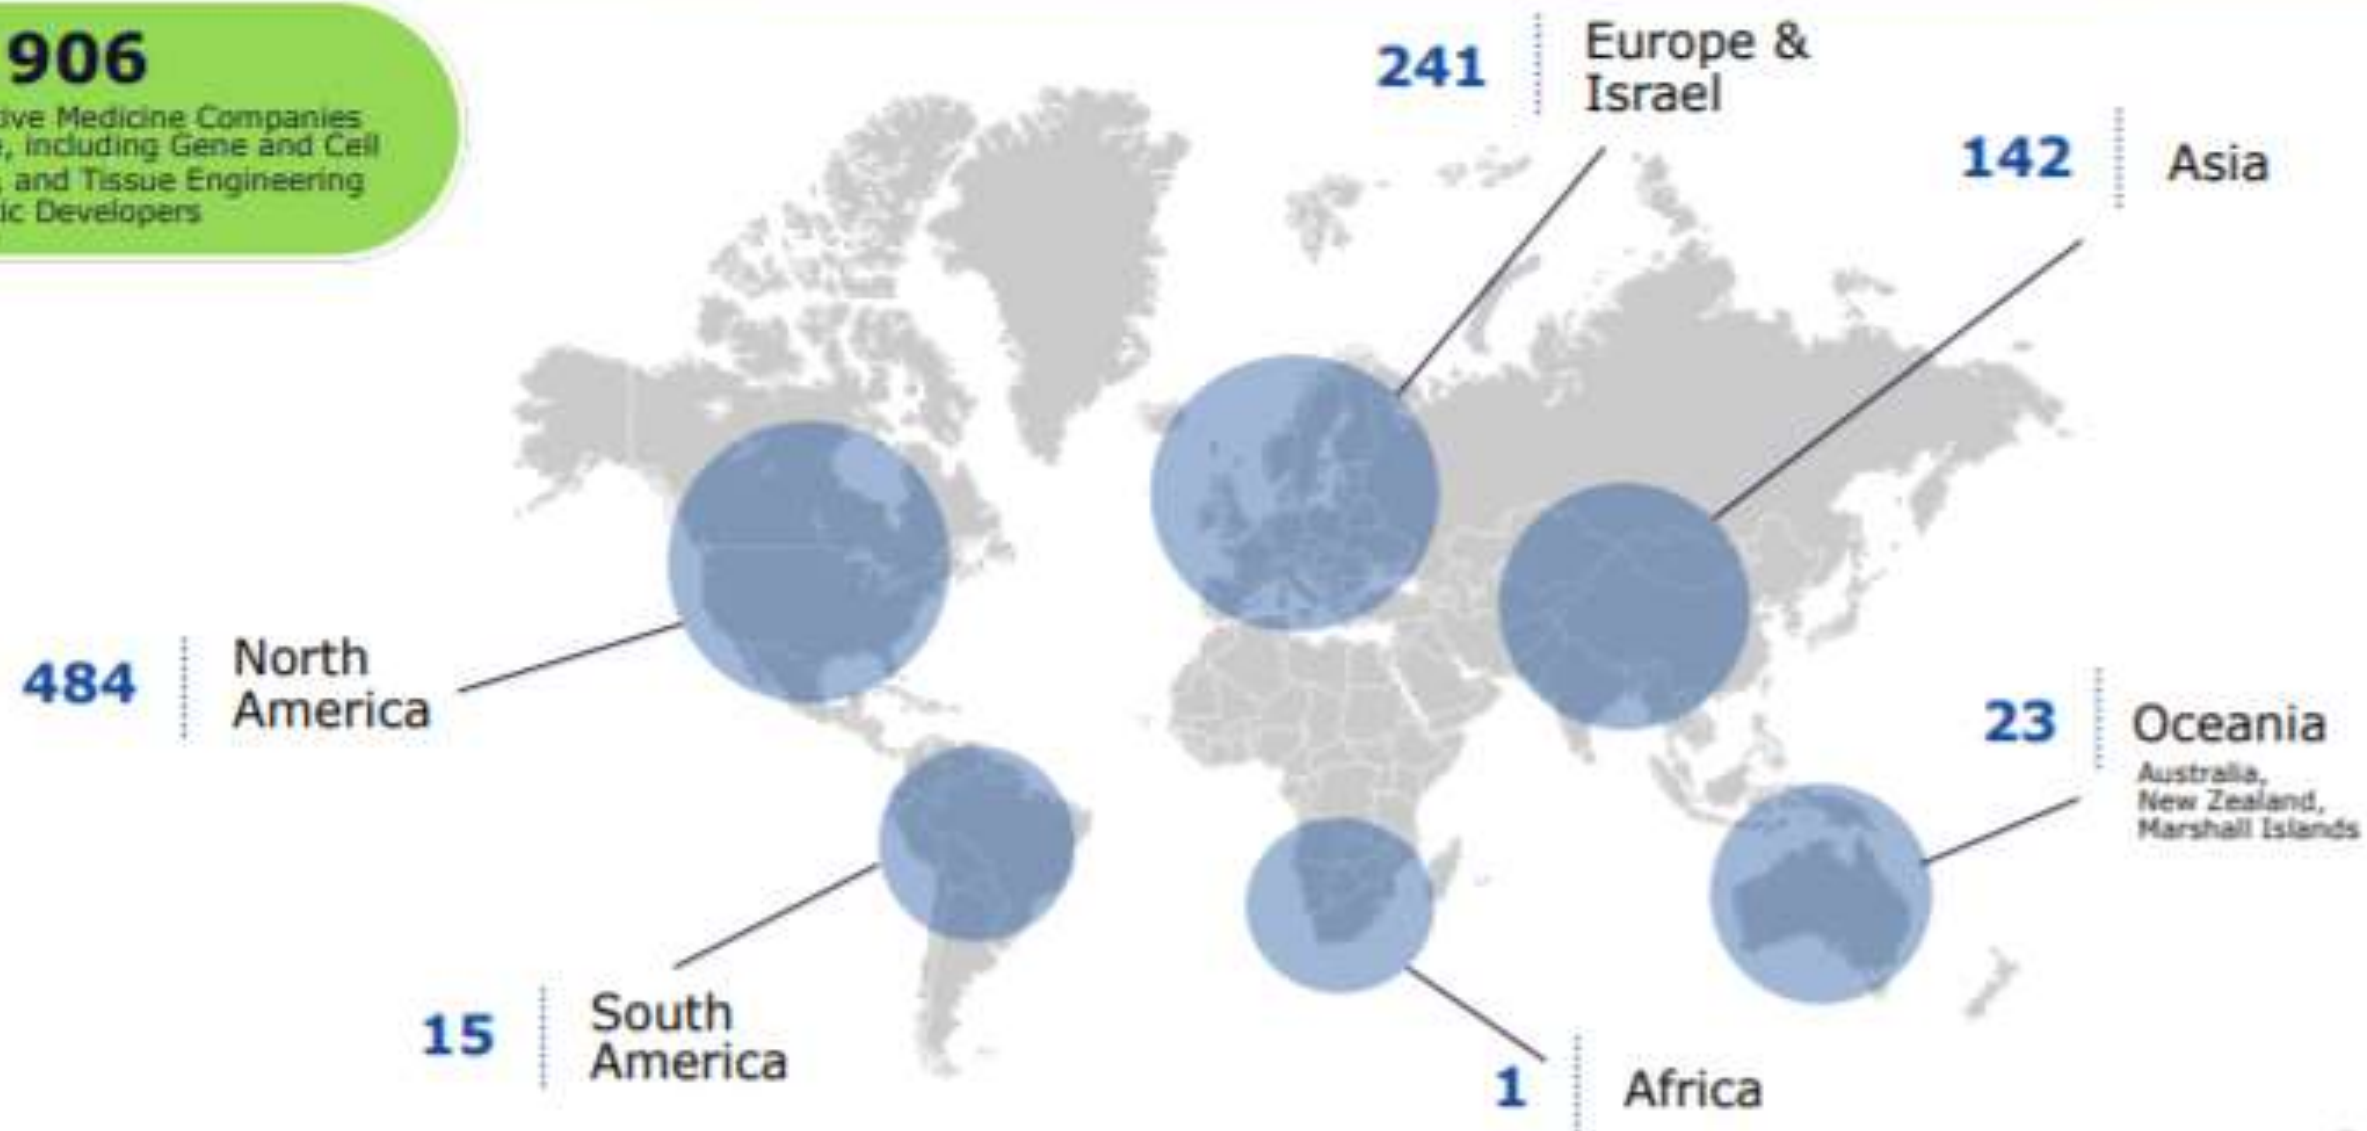 906
ive Medicine Companies
e, including Gene and Cell
, and Tissue Engineering
ic Developers
241
Europe &
Israel
142
Asia
484
North
America
23
Oceania
Australia,
New Zealand,
Marshall Islands
15
South
America
1
Africa